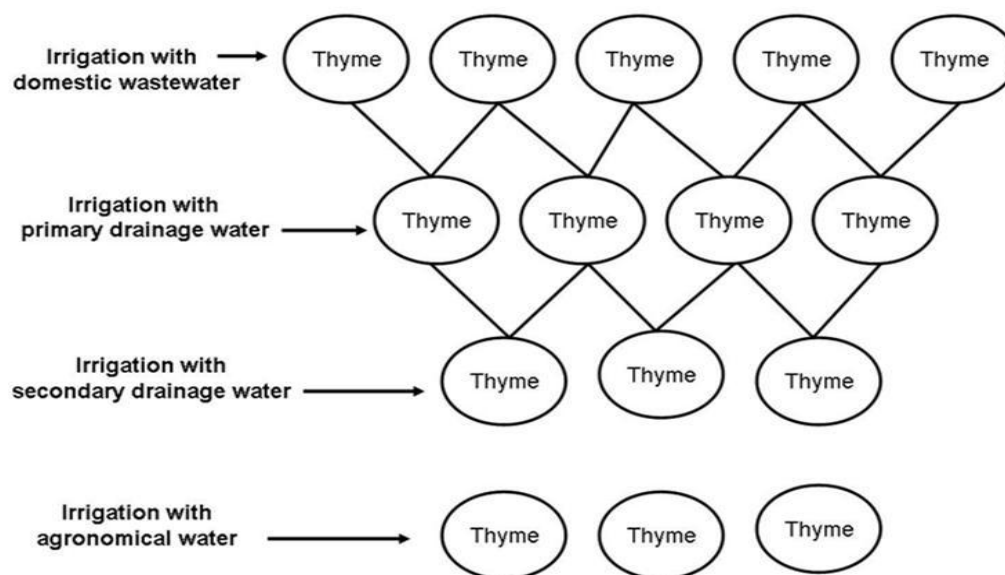 Irrigation with
domestic wastewater
Thyme Thyme Thyme Thyme Thyme
Irrigation with
primary drainage water
Thyme Thyme Thyme Thyme
Irrigation with
secondary drainage water
Thyme Thyme Thyme
Irrigation with
agronomical water
Thyme Thyme Thyme